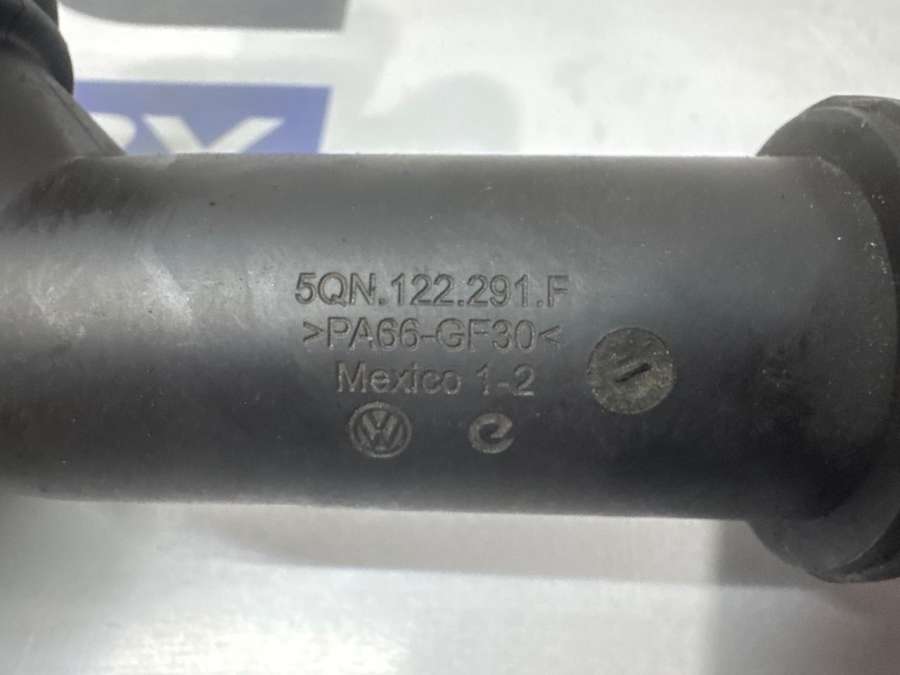 5QN.122.291.F
>PA66-GF30<
Mexico 1-2